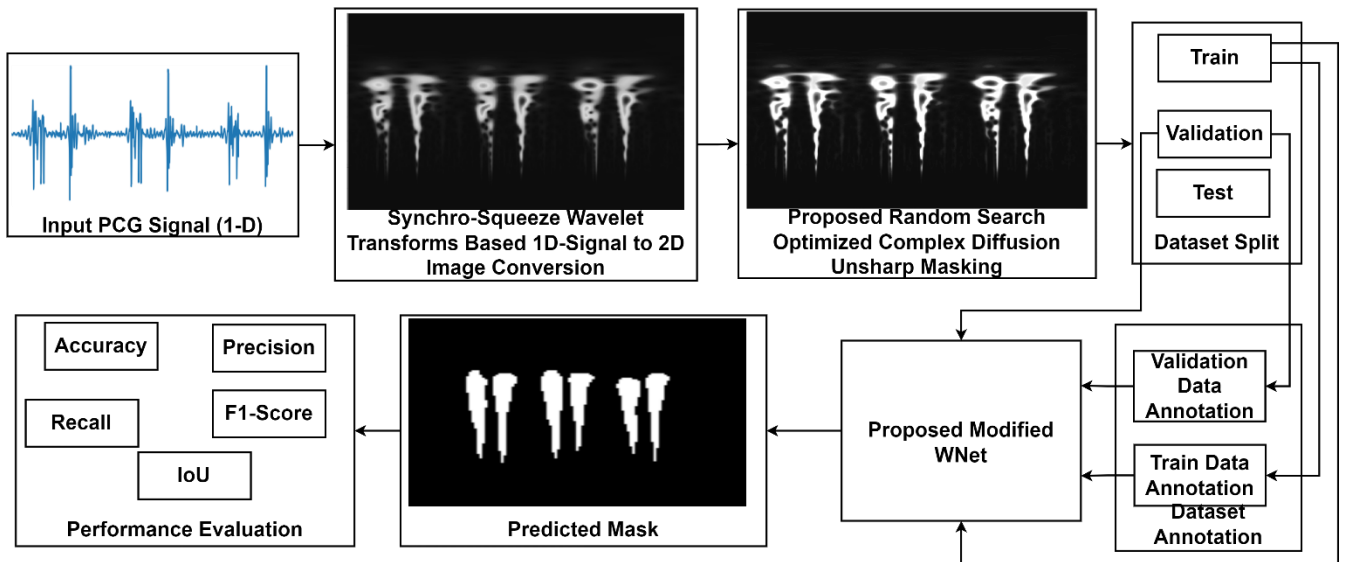 Input PCG Signal (1-D)
Synchro-Squeeze Wavelet
Transforms Based 1D-Signal to 2D
Image Conversion
Proposed Random Search
Optimized Complex Diffusion
Unsharp Masking
Train
Validation
Test
Dataset Split
Validation
Data
Annotation
Train Data
Annotation
Dataset
Annotation
Proposed Modified
WNet
Predicted Mask
Accuracy
Precision
Recall
F1-Score
IoU
Performance Evaluation